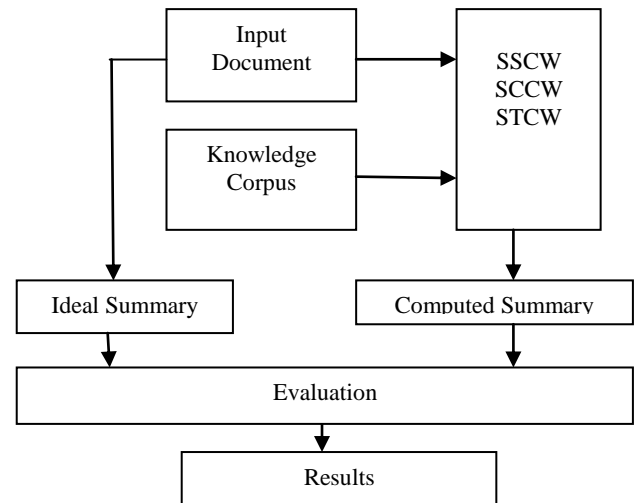 Input
Document
SSCW
SCCW
STCW
Knowledge
Corpus
Ideal Summary
Computed Summary
Evaluation
Results